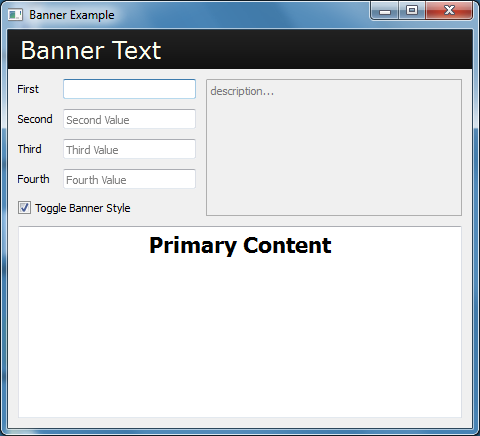 Banner Example
Banner Text
First
Second Second Value
Third Third Value
Fourth Fourth Value
Toggle Banner Style
description...
Primary Content